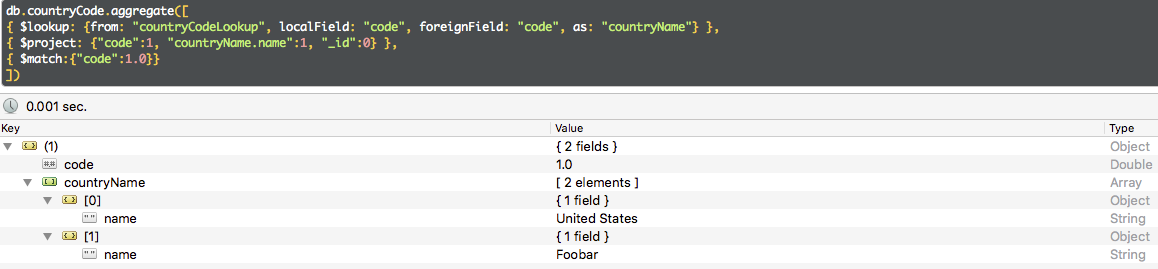 db.countryCode.aggregate([
{ $lookup: {from: "countryCodeLookup", localField: "code", foreignField: "code", as: "countryName"} },
{ $project: {"code":1, "countryName.name":1, "_id":0} },
{ $match:{"code":1.0}}
])
0.001 sec.
Key Value Type
(1) { 2 fields } Object
## code 1.0 Double
countryName [ 2 elements ] Array
[0] { 1 field } Object
" " name United States String
[1] { 1 field } Object
" " name Foobar String